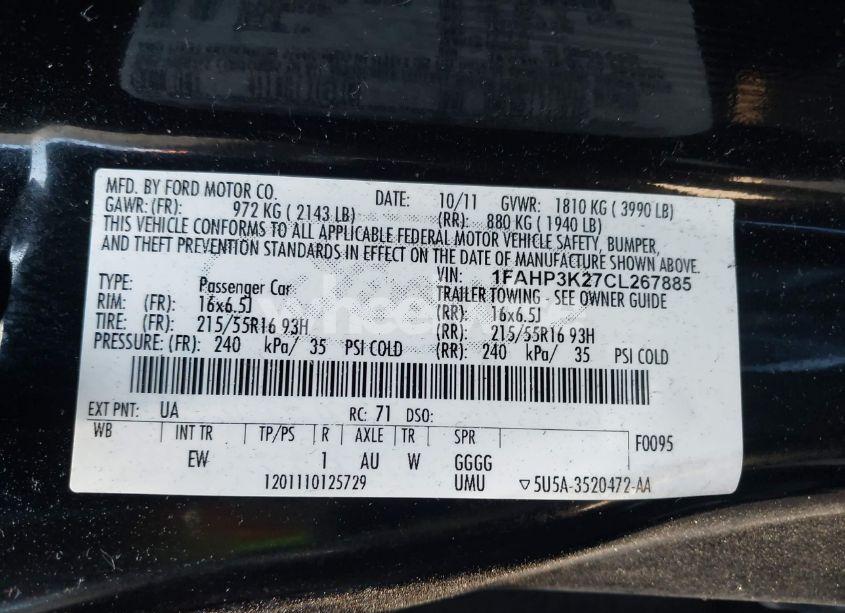 MFD. BY FORD MOTOR CO. DATE: 10/11 GVWR: 1810 KG ( 3990 LB)
GAWR: (FR): 972 KG ( 2143 LB) (RR): 880 KG ( 1940 LB)
THIS VEHICLE CONFORMS TO ALL APPLICABLE FEDERAL MOTOR VEHICLE SAFETY, BUMPER,
AND THEFT PREVENTION STANDARDS IN EFFECT ON THE DATE OF MANUFACTURE SHOWN ABOVE.
VIN: 1FAHP3K27CL267885
TYPE: Passenger Car TRAILER TOWING - SEE OWNER GUIDE
RIM: (FR): 16x6.5J (RR): 16x6.5J
TIRE: (FR): 215/55R16 93H (RR): 215/55R16 93H
PRESSURE: (FR): 240 kPa/ 35 PSI COLD (RR): 240 kPa/ 35 PSI COLD
EXT PNT: UA RC: 71 DSO:
WB INT TR TP/PS R AXLE TR SPR F0095
EW 1 AU W GGGG
1201110125729 UMU ▽5U5A-3520472-AA